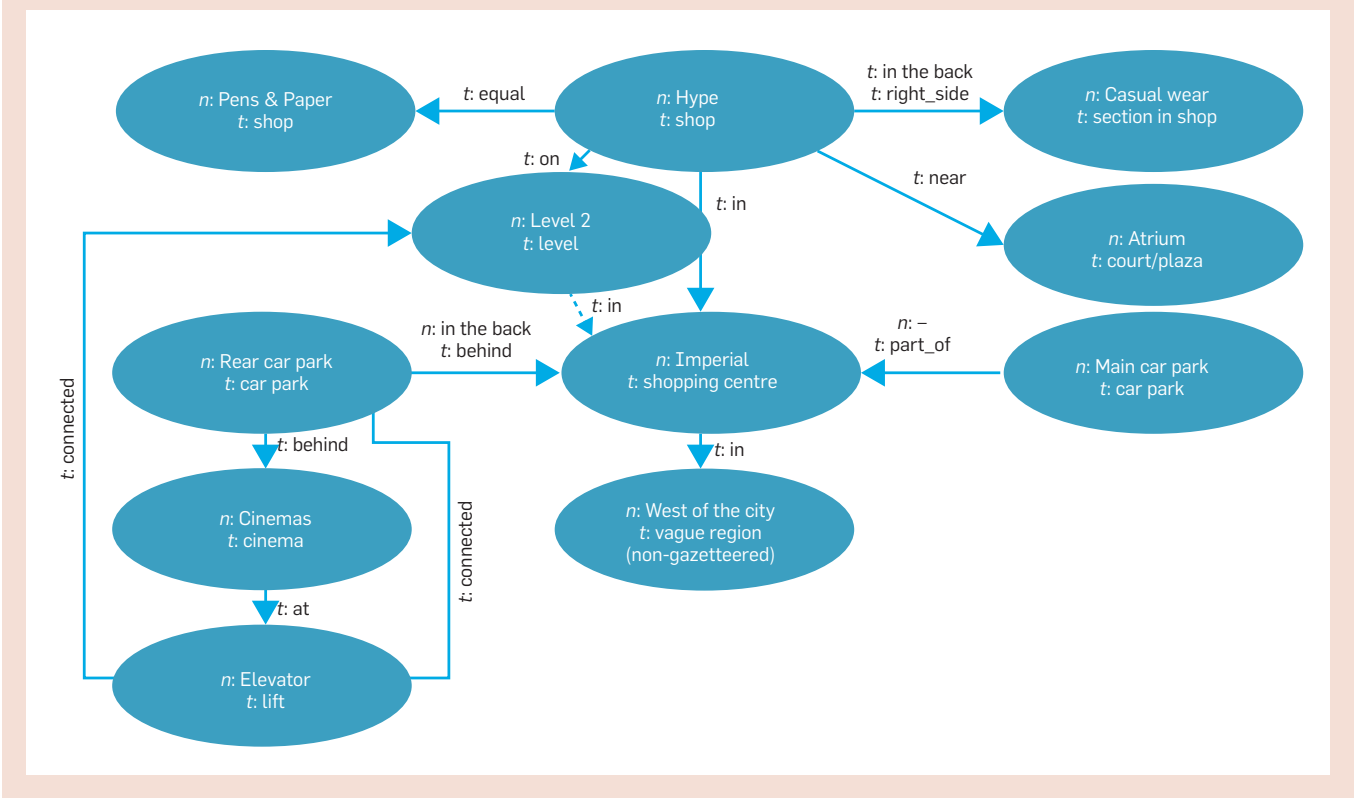 n: Pens & Paper
t: shop
t: equal
n: Hype
t: shop
t: in the back
t: right_side
n: Casual wear
t: section in shop
t: on
t: near
n: Level 2
t: level
t: in
n: Atrium
t: court/plaza
t: in
n: Rear car park
t: car park
n: in the back
t: behind
n: Imperial
t: shopping centre
n: –
t: part_of
n: Main car park
t: car park
t: connected
t: behind
t: in
n: Cinemas
t: cinema
t: connected
n: West of the city
t: vague region
(non-gazetteered)
t: at
n: Elevator
t: lift